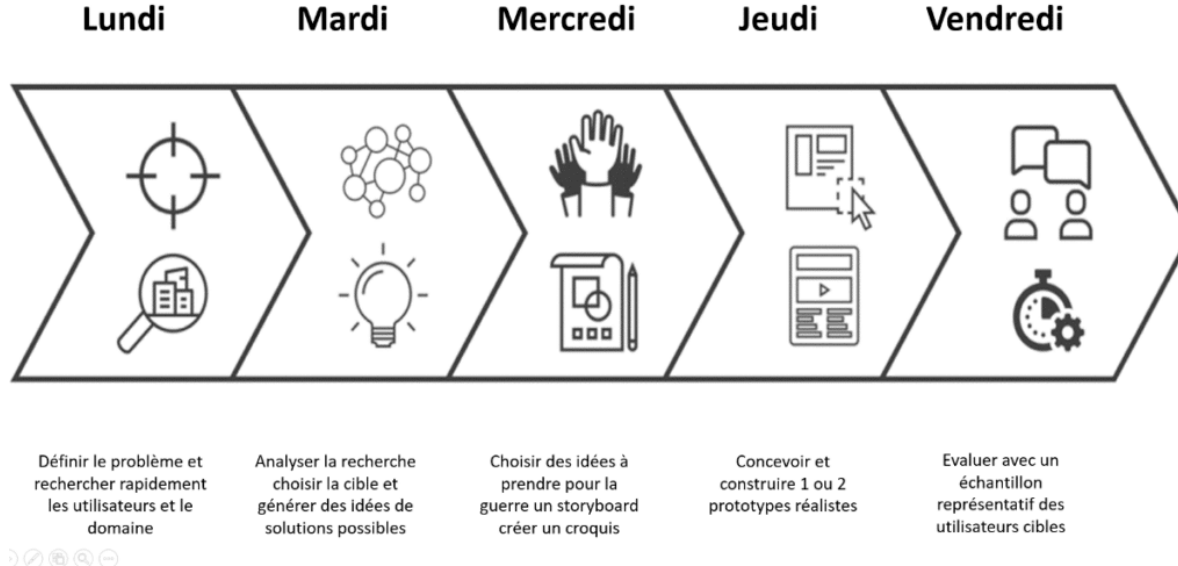 Lundi
Mardi
Mercredi
Jeudi
Vendredi
Définir le problème et
rechercher rapidement
les utilisateurs et le
domaine
Analyser la recherche
choisir la cible et
générer des idées de
solutions possibles
Choisir des idées à
prendre pour la
guerre un storyboard
créer un croquis
Concevoir et
construire 1 ou 2
prototypes réalistes
Evaluer avec un
échantillon
représentatif des
utilisateurs cibles